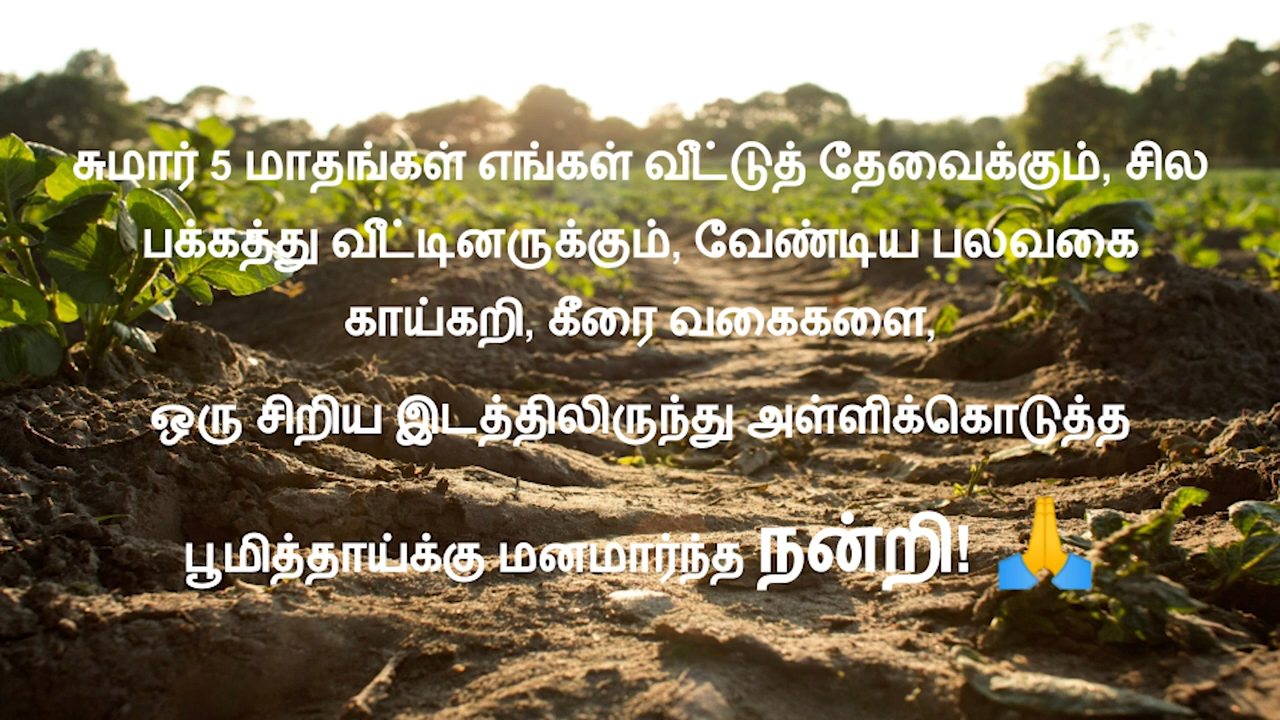 சுமார் 5 மாதங்கள் எங்கள் வீட்டுத் தேவைக்கும், சில
பக்கத்து வீட்டினருக்கும், வேண்டிய பலவகை
காய்கறி, கீரை வகைகளை,
ஒரு சிறிய இடத்திலிருந்து அள்ளிக்கொடுத்த
பூமித்தாய்க்கு மனமார்ந்த நன்றி! 🙏